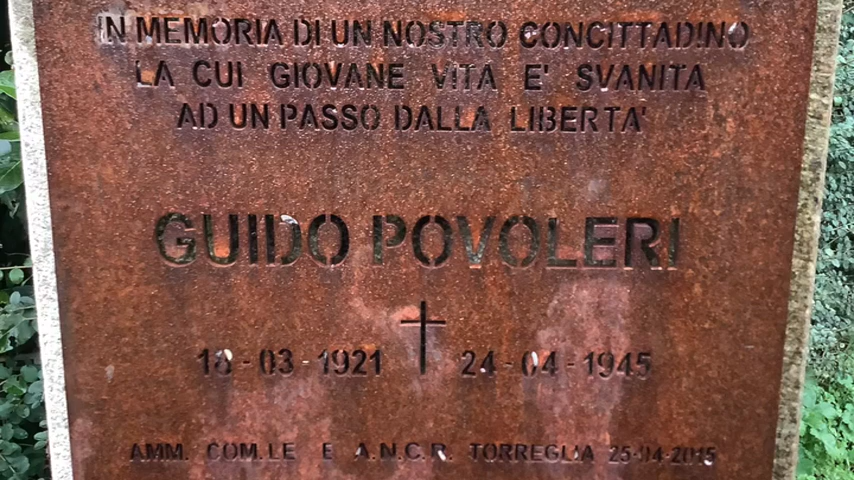 IN MEMORIA DI UN NOSTRO CONCITTADINO
LA CUI GIOVANE VITA E' SVANITA
AD UN PASSO DALLA LIBERTA'
GUIDO POVOLERI
18-03-1921 24-04-1945
AMM. COM.LE E A.N.C.R. TORREGLIA 25-04-2015